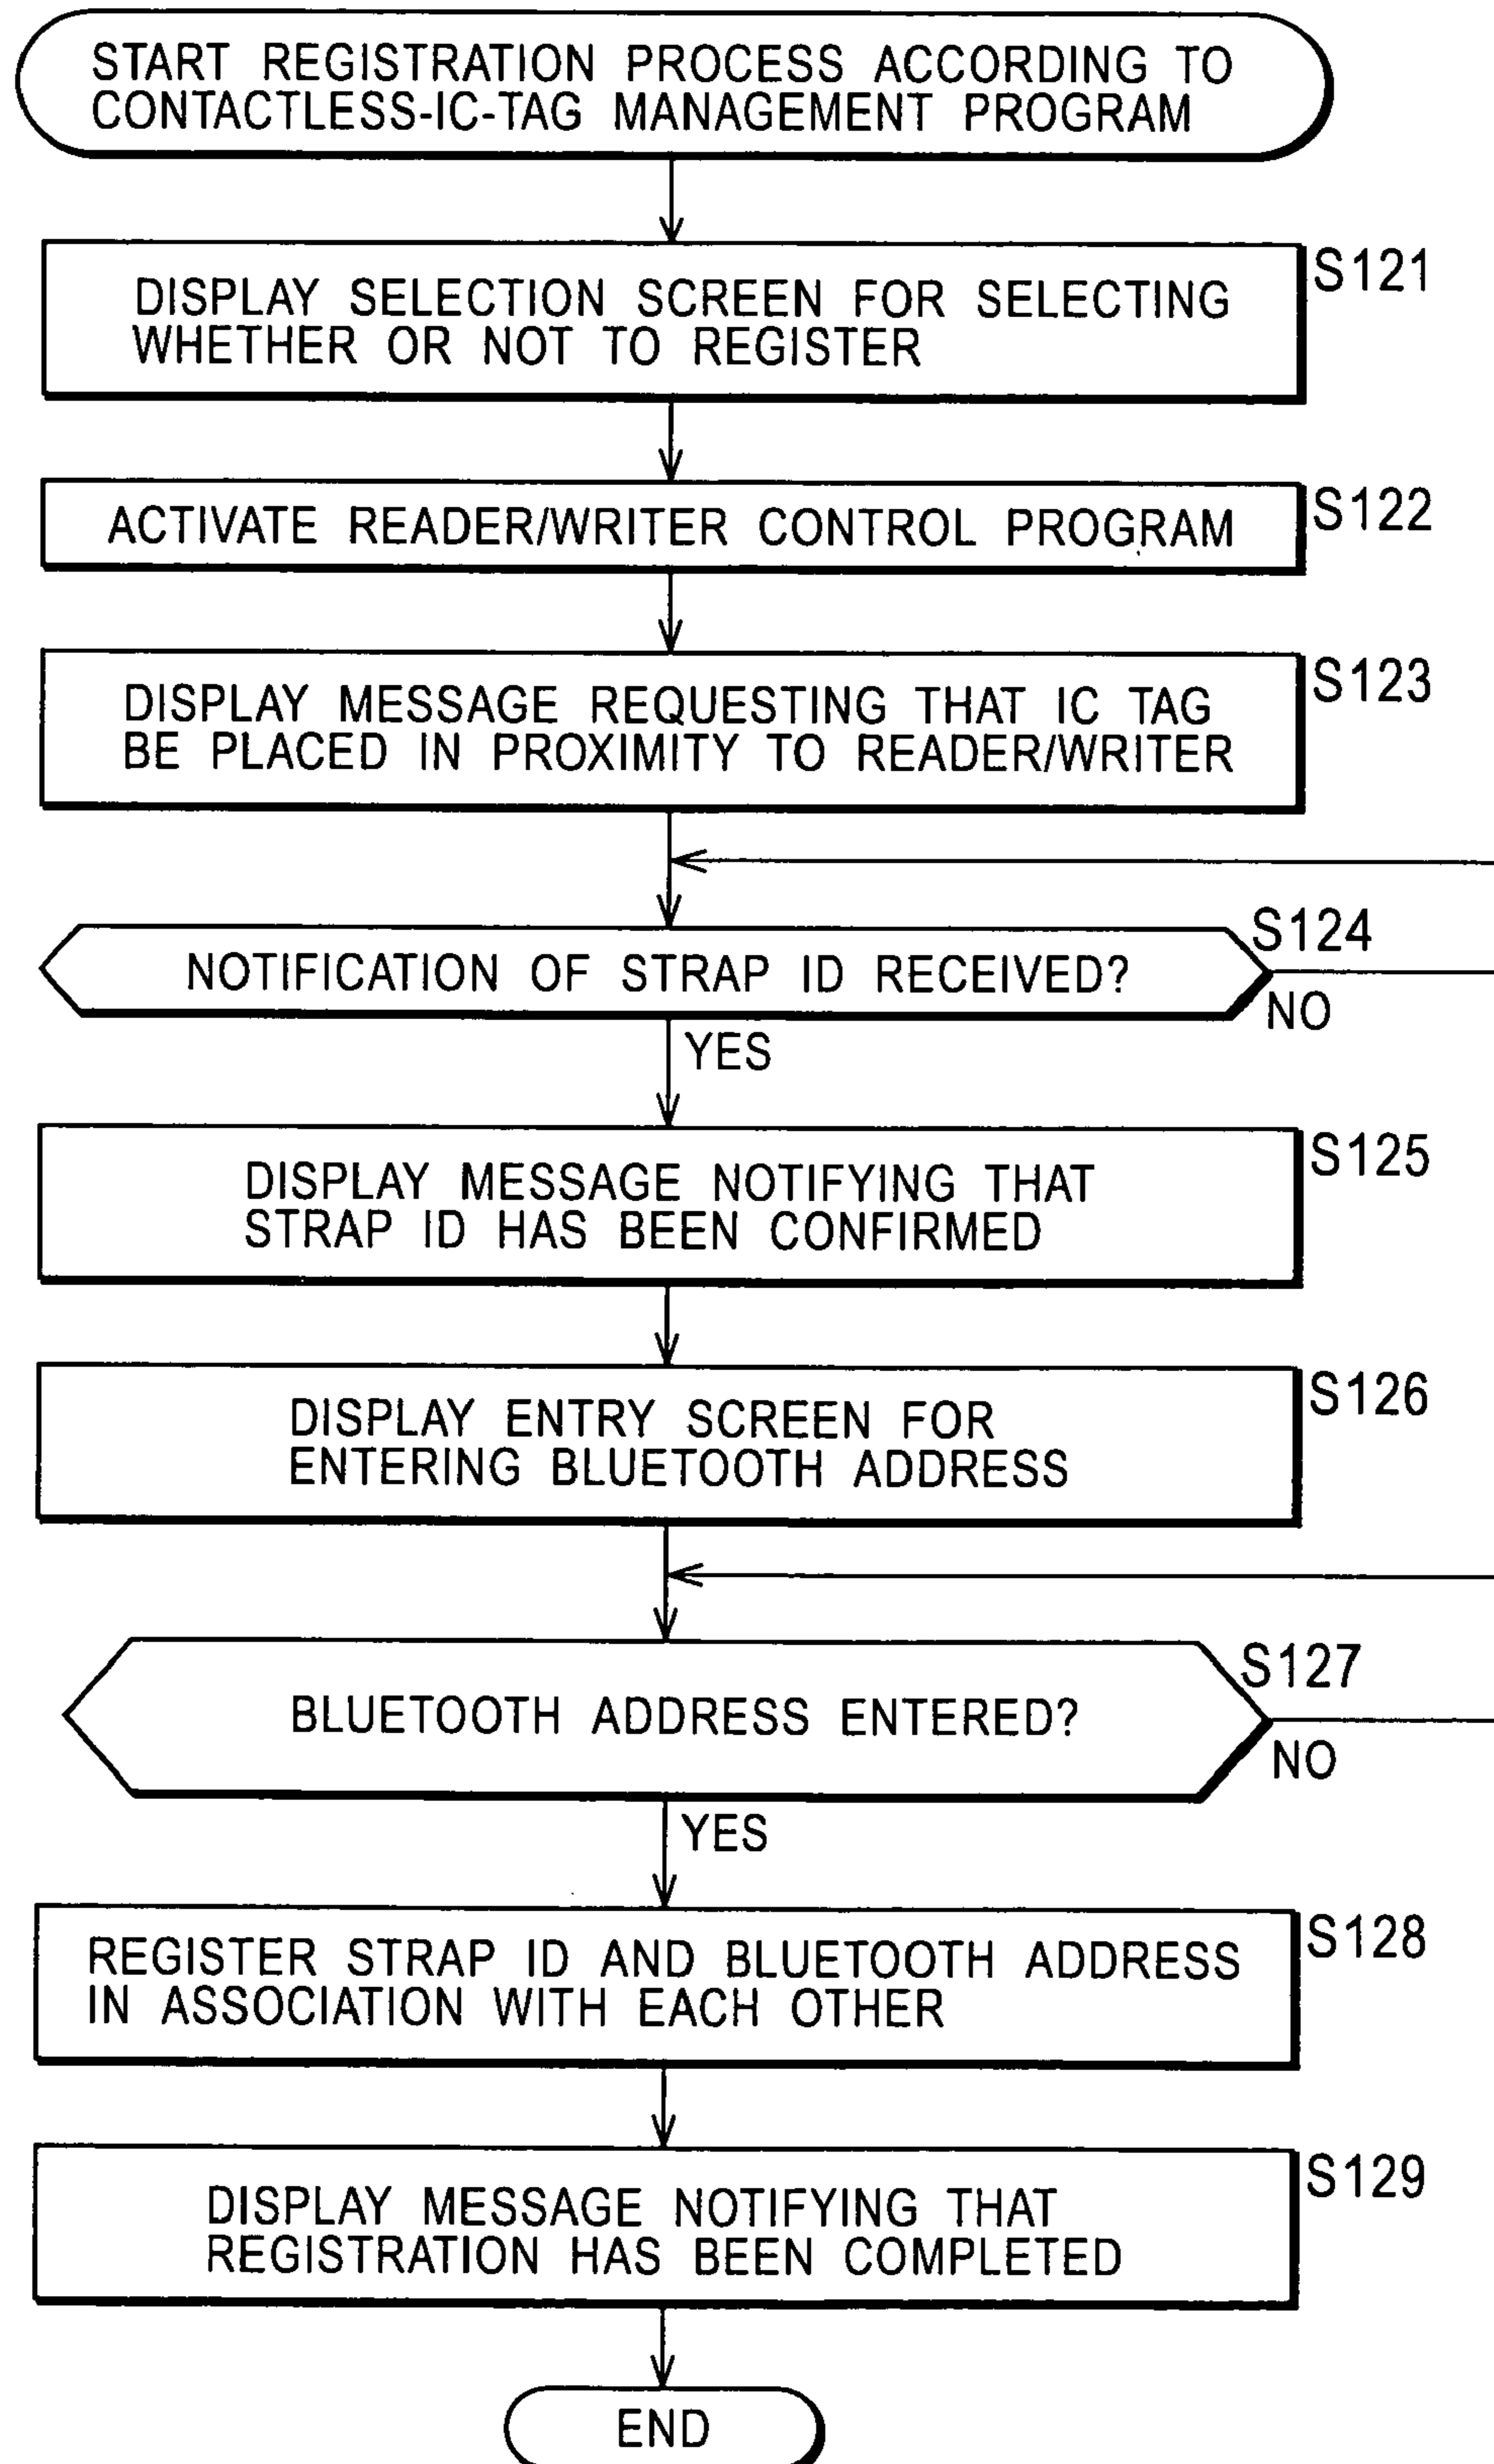 START REGISTRATION PROCESS ACCORDING TO
CONTACTLESS-IC-TAG MANAGEMENT PROGRAM
S121
DISPLAY SELECTION SCREEN FOR SELECTING
WHETHER OR NOT TO REGISTER
S122
ACTIVATE READER/WRITER CONTROL PROGRAM
S123
DISPLAY MESSAGE REQUESTING THAT IC TAG
BE PLACED IN PROXIMITY TO READER/WRITER
S124
NOTIFICATION OF STRAP ID RECEIVED?
NO
YES
S125
DISPLAY MESSAGE NOTIFYING THAT
STRAP ID HAS BEEN CONFIRMED
S126
DISPLAY ENTRY SCREEN FOR
ENTERING BLUETOOTH ADDRESS
S127
BLUETOOTH ADDRESS ENTERED?
NO
YES
S128
REGISTER STRAP ID AND BLUETOOTH ADDRESS
IN ASSOCIATION WITH EACH OTHER
S129
DISPLAY MESSAGE NOTIFYING THAT
REGISTRATION HAS BEEN COMPLETED
END